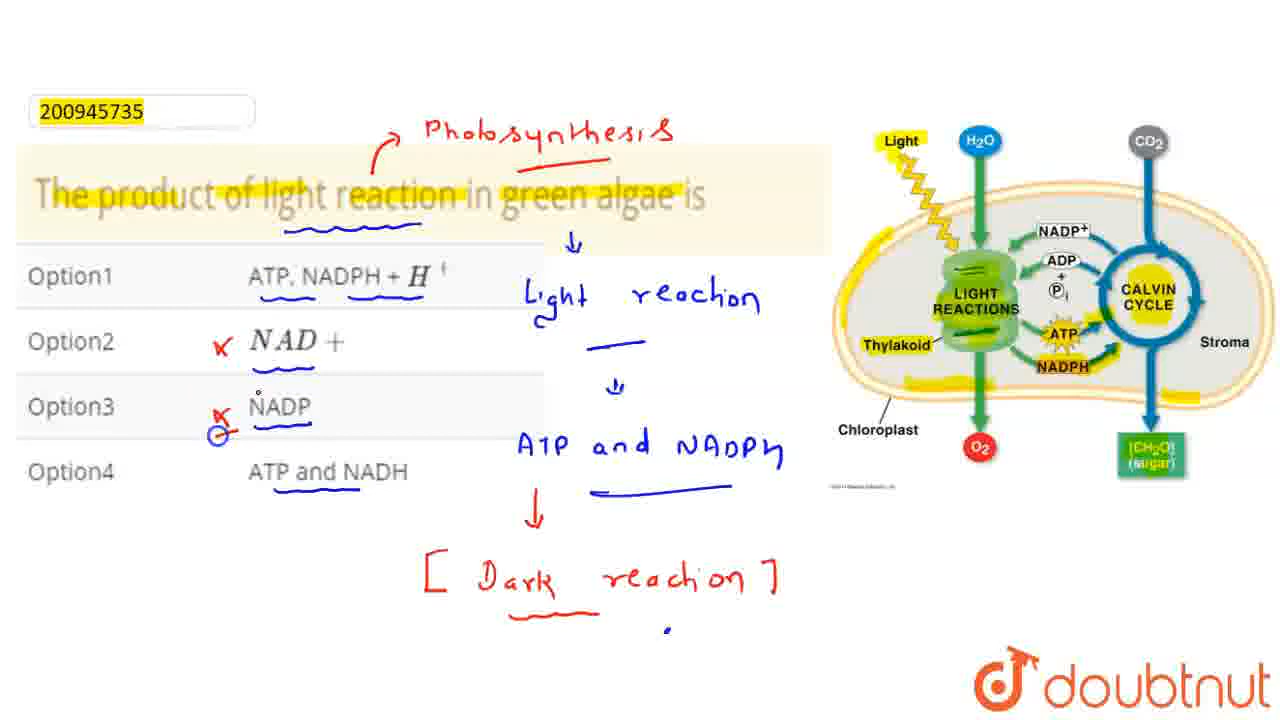 200945735
Photosynthesis
The product of light reaction in green algae is
Option1 ATP. NADPH + H +
Option2 NAD +
Option3 NADP
Option4 ATP and NADH
Light reaction
ATP and NADPH
[ Dark reaction ]
Light
H₂O
CO₂
NADP+
ADP
+
Pi
LIGHT
REACTIONS
CALVIN
CYCLE
ATP
Thylakoid
Stroma
NADPH
Chloroplast
O₂
[CH₂O]
(sugar)
doubtnut